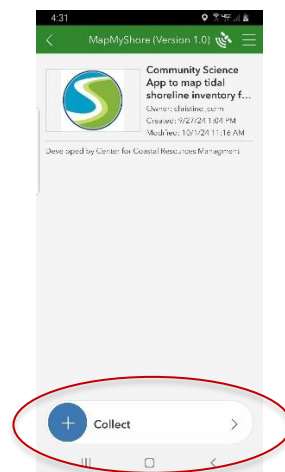 4:31
MapMyShore (Version 1.0)
Community Science
App to map tidal
shoreline inventory f...
Owner: christine_ccrm
Created: 9/27/24 1:04 PM
Modified: 10/1/24 11:16 AM
Developed by Center for Coastal Resources Managment
Collect